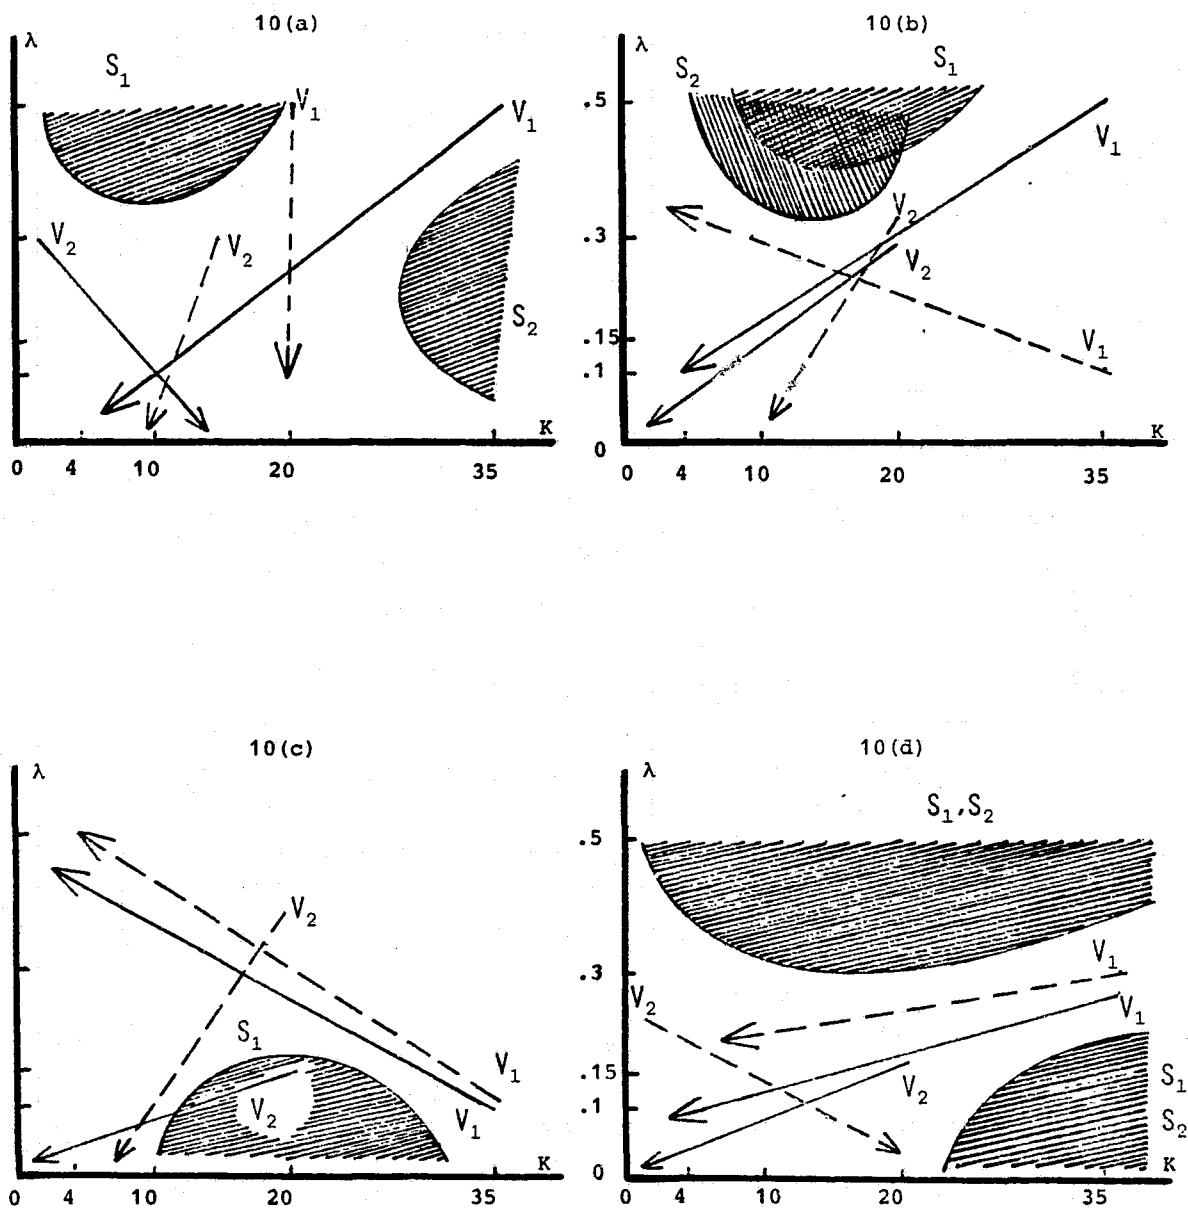 10(a)
λ
S₁
V₁
V₁
V₂
V₂
S₂
K
0 4 10 20 35
10(b)
λ
S₂
S₁
.5
V₁
V₂
.3
V₂
.15
V₁
.1
0
K
0 4 10 20 35
10(c)
λ
V₂
S₁
V₁
V₂
V₁
K
0 4 10 20 35
10(d)
λ
S₁,S₂
.5
V₁
.3
V₂
V₁
.15
V₂
S₁
.1
S₂
0
K
0 4 10 20 35